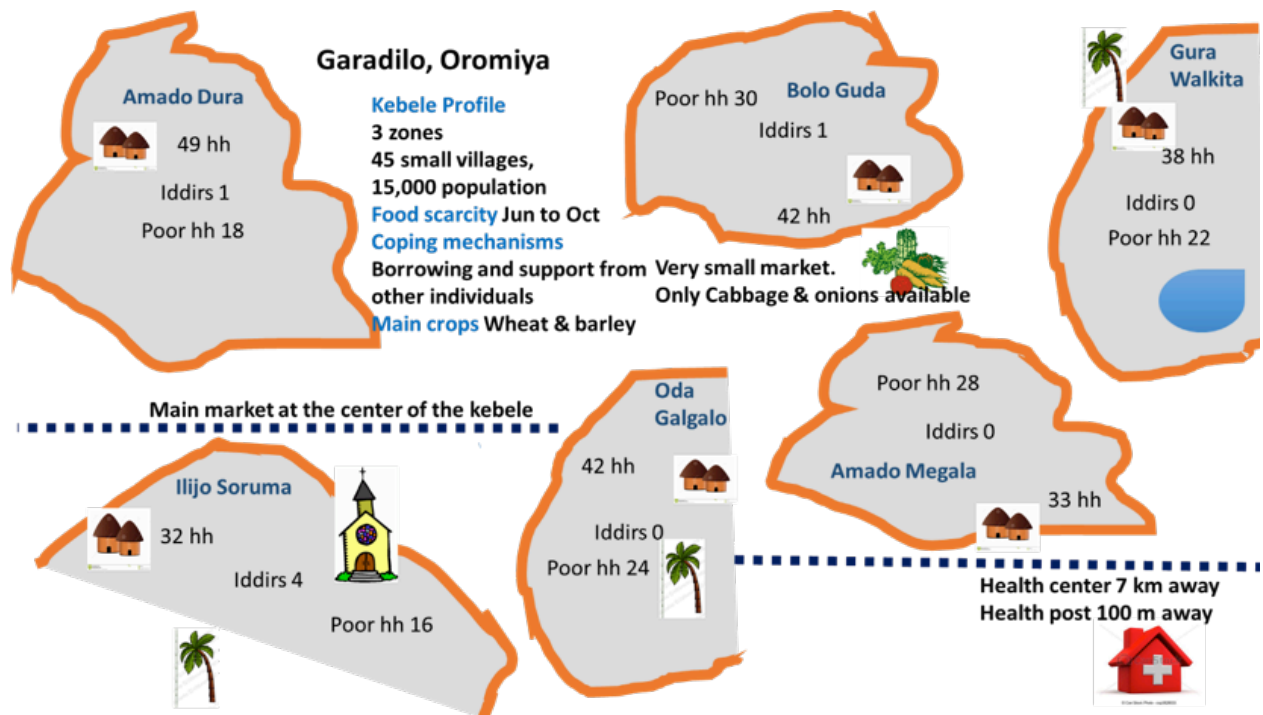 Garadilo, Oromiya
Kebele Profile
3 zones
45 small villages,
15,000 population
Food scarcity Jun to Oct
Coping mechanisms
Borrowing and support from
other individuals
Main crops Wheat & barley
Amado Dura
49 hh
Iddirs 1
Poor hh 18
Poor hh 30
Bolo Guda
Iddirs 1
42 hh
Very small market.
Only Cabbage & onions available
Gura
Walkita
38 hh
Iddirs 0
Poor hh 22
Main market at the center of the kebele
Ilijo Soruma
32 hh
Iddirs 4
Poor hh 16
Oda
Galgalo
42 hh
Iddirs 0
Poor hh 24
Poor hh 28
Iddirs 0
Amado Megala
33 hh
Health center 7 km away
Health post 100 m away